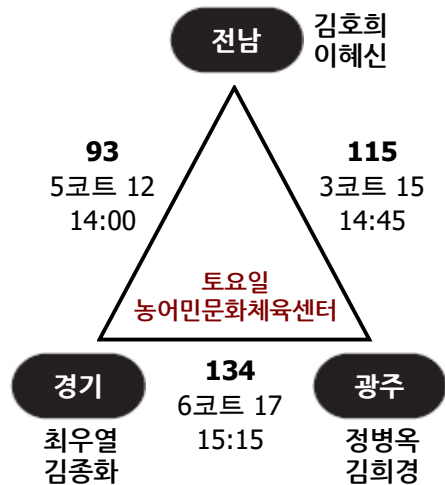 전남
김호희
이혜신
93
5코트 12
14:00
115
3코트 15
14:45
토요일
농어민문화체육센터
경기
최우열
김종화
134
6코트 17
15:15
광주
정병옥
김희경